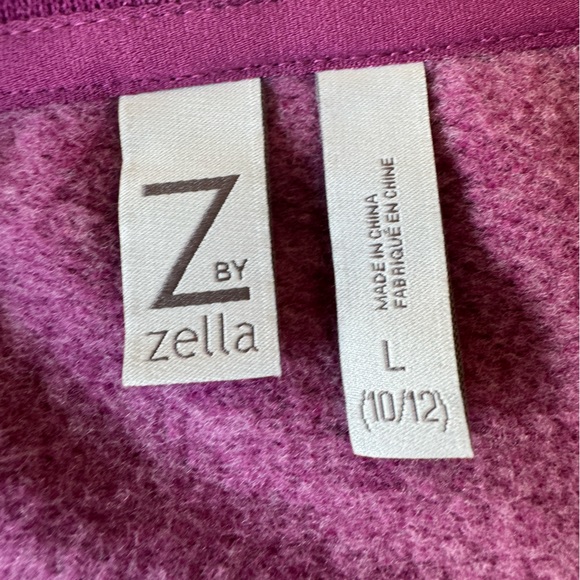 Z BY
zella
MADE IN CHINA
FABRIQUÉ EN CHINE
L
(10/12)